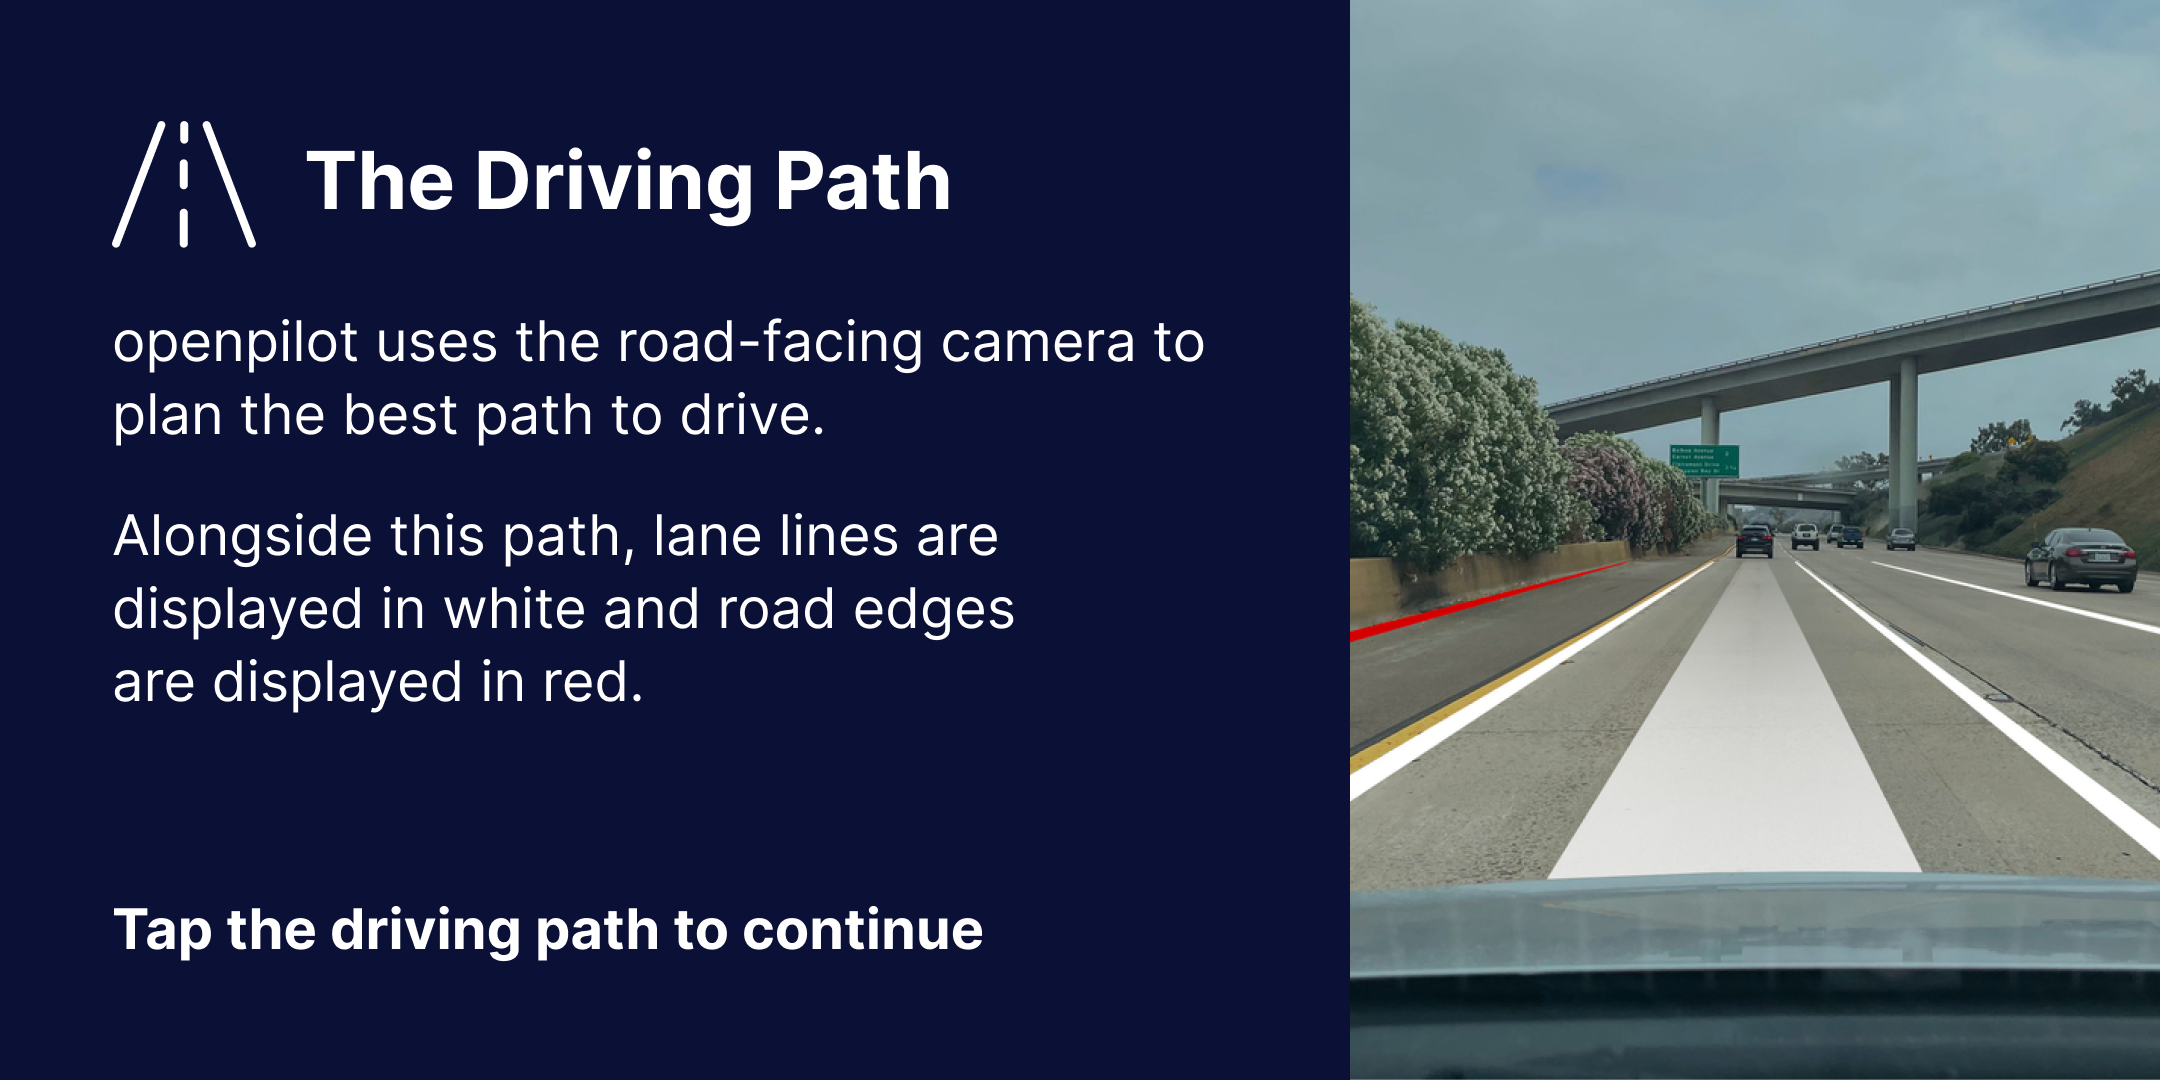 The Driving Path
openpilot uses the road-facing camera to
plan the best path to drive.
Alongside this path, lane lines are
displayed in white and road edges
are displayed in red.
Tap the driving path to continue